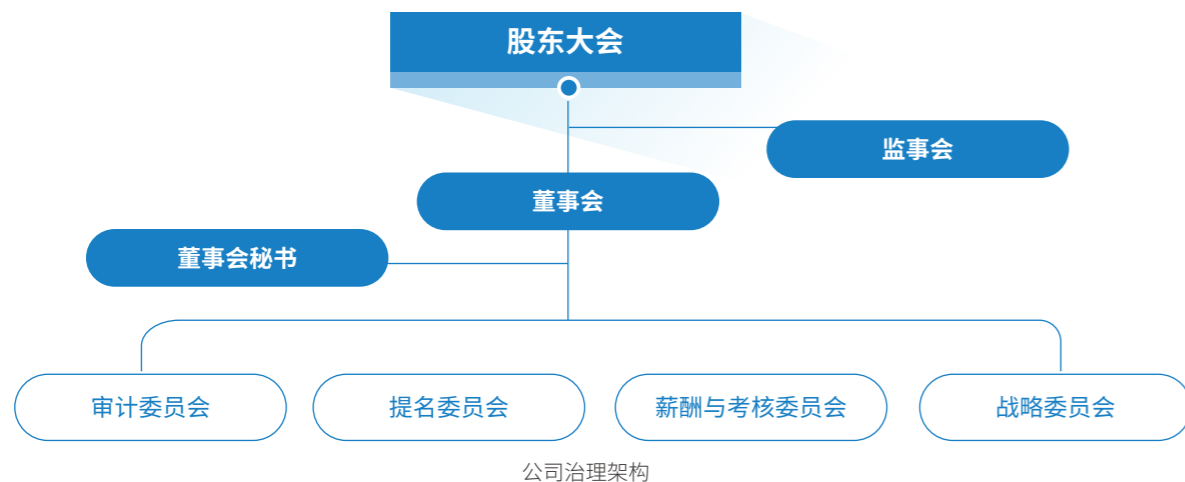 股东大会
监事会
董事会
董事会秘书
审计委员会
提名委员会
薪酬与考核委员会
战略委员会
公司治理架构